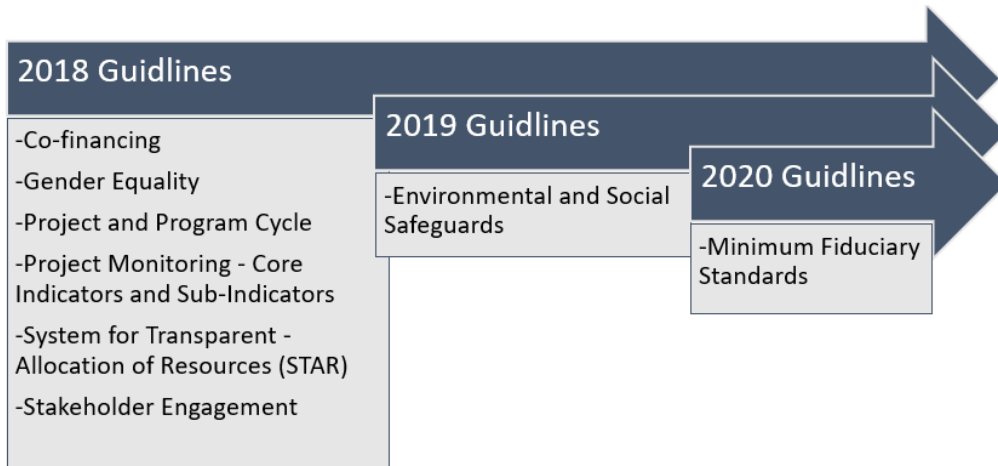 2018 Guidlines
-Co-financing
-Gender Equality
-Project and Program Cycle
-Project Monitoring - Core
Indicators and Sub-Indicators
-System for Transparent -
Allocation of Resources (STAR)
-Stakeholder Engagement
2019 Guidlines
-Environmental and Social
Safeguards
2020 Guidlines
-Minimum Fiduciary
Standards